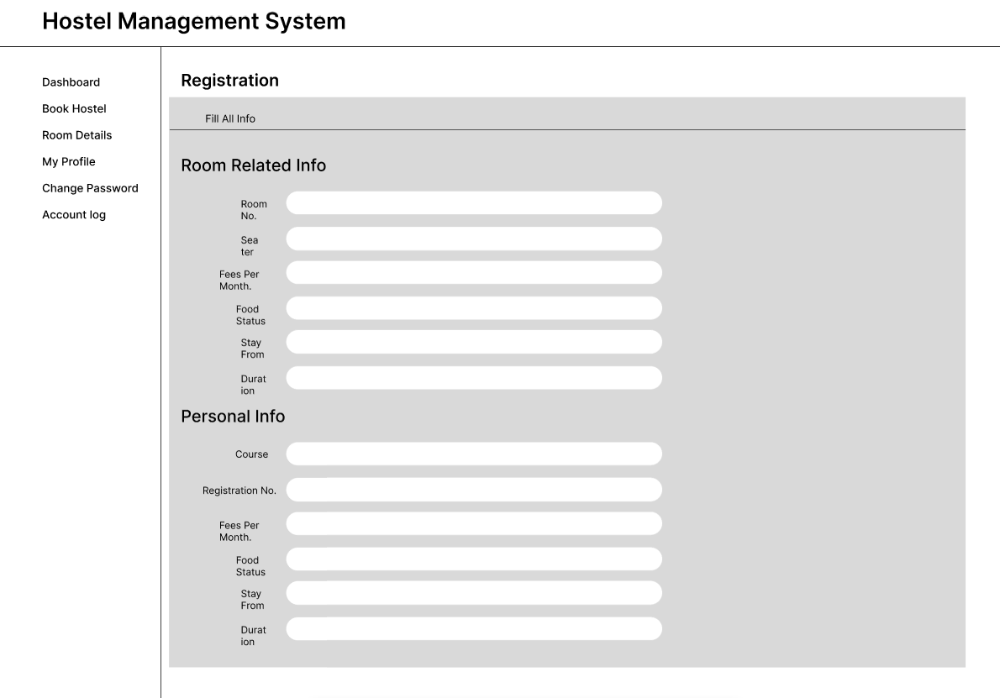 Hostel Management System
Dashboard
Book Hostel
Room Details
My Profile
Change Password
Account log
Registration
Fill All Info
Room Related Info
Room
No.
Sea
ter
Fees Per
Month.
Food
Status
Stay
From
Durat
ion
Personal Info
Course
Registration No.
Fees Per
Month.
Food
Status
Stay
From
Durat
ion